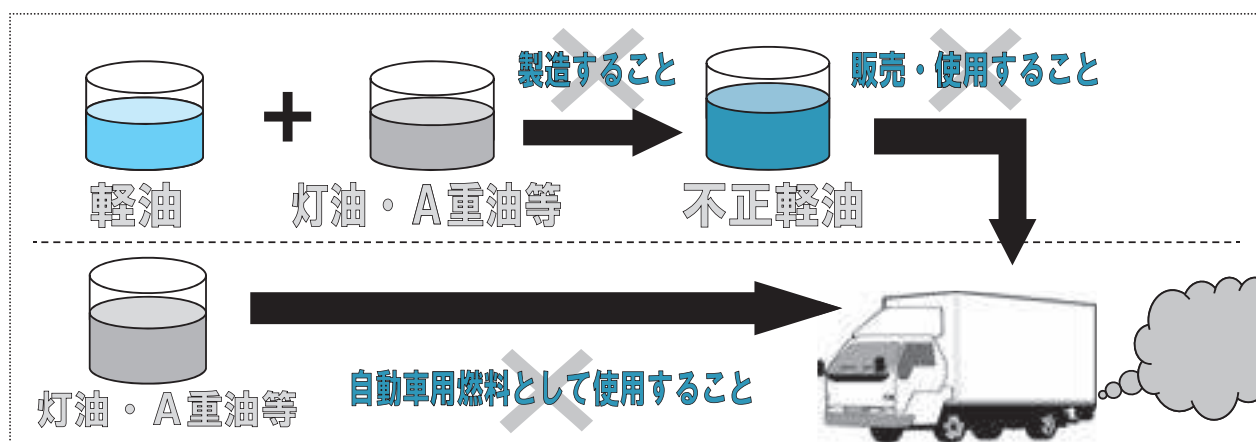 製造すること
販売・使用すること
軽油
+
灯油・A重油等
不正軽油
自動車用燃料として使用すること
灯油・A重油等